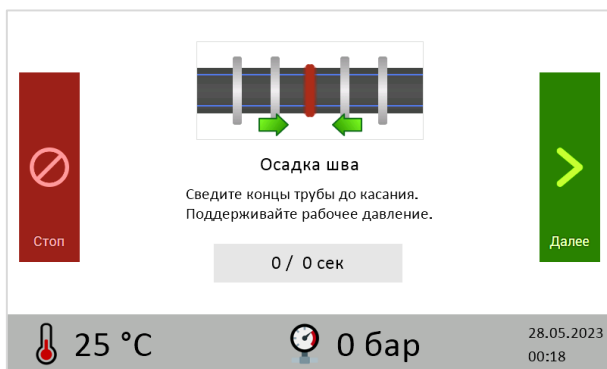 Осадка шва
Сведите концы трубы до касания.
Поддерживайте рабочее давление.
Стоп
Далее
0 / 0 сек
25 °C
0 бар
28.05.2023
00:18